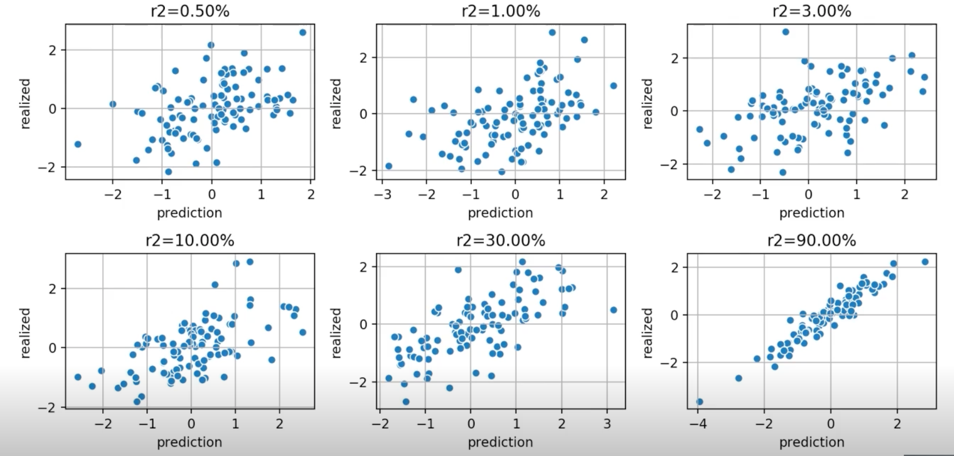 r2=0.50%
realized
2
0
−2
−2
−1
0
1
2
prediction
r2=1.00%
realized
2
0
−2
−3
−2
−1
0
1
2
prediction
r2=3.00%
realized
2
0
−2
−2
−1
0
1
2
prediction
r2=10.00%
realized
2
0
−2
−2
−1
0
1
2
prediction
r2=30.00%
realized
2
0
−2
−2
−1
0
1
2
3
prediction
r2=90.00%
realized
2
0
−2
−4
−2
0
2
prediction